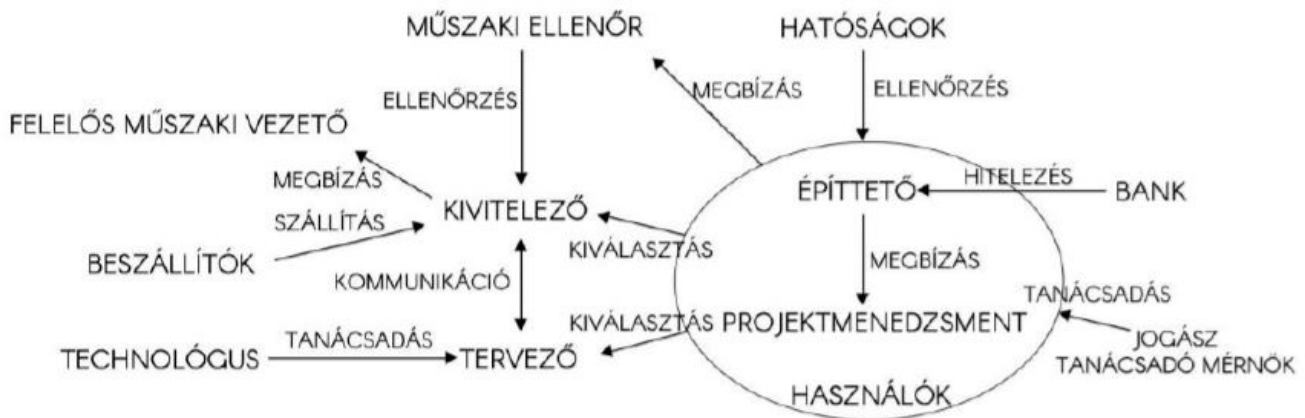 MŰSZAKI ELLENŐR
HATÓSÁGOK
MEGBÍZÁS
ELLENŐRZÉS
ELLENŐRZÉS
FELELŐS MŰSZAKI VEZETŐ
MEGBÍZÁS
ÉPÍTTETŐ
HITELEZÉS
BANK
SZÁLLÍTÁS
KIVITELEZŐ
KIVÁLASZTÁS
BESZÁLLÍTÓK
KOMMUNIKÁCIÓ
MEGBÍZÁS
TANÁCSADÁS
KIVÁLASZTÁS
PROJEKTMENEDZSMENT
TECHNOLÓGUS
TANÁCSADÁS
TERVEZŐ
JOGÁSZ
TANÁCSADÓ MÉRNÖK
HASZNÁLÓK